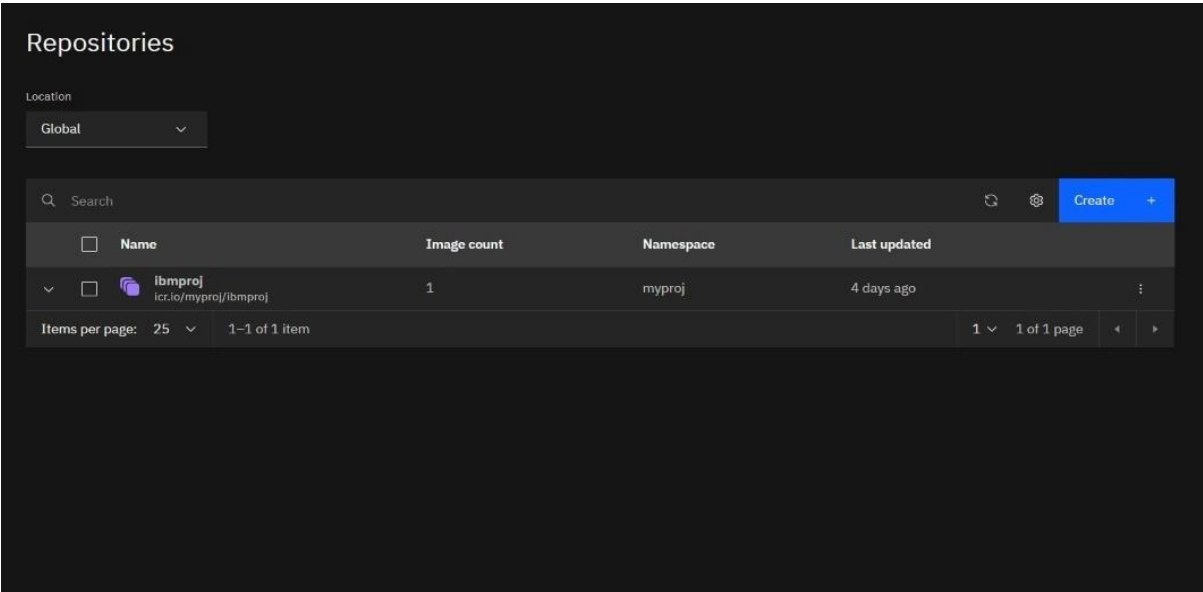 Repositories
Location
Global
Search
Create +
Name Image count Namespace Last updated
ibmproj
icr.io/myproj/ibmproj
1 myproj 4 days ago
Items per page: 25 1–1 of 1 item 1 1 of 1 page